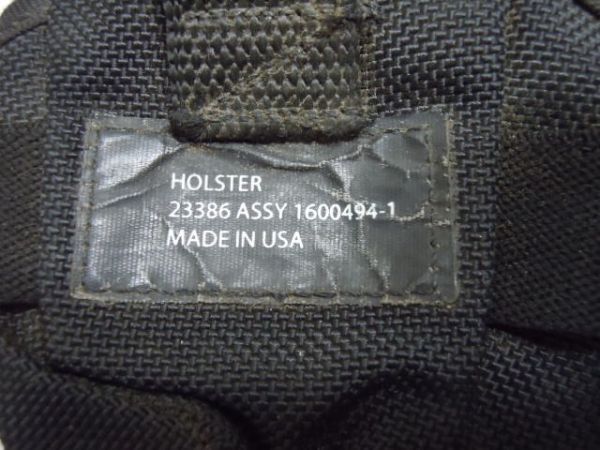 HOLSTER
23386 ASSY 1600494-1
MADE IN USA